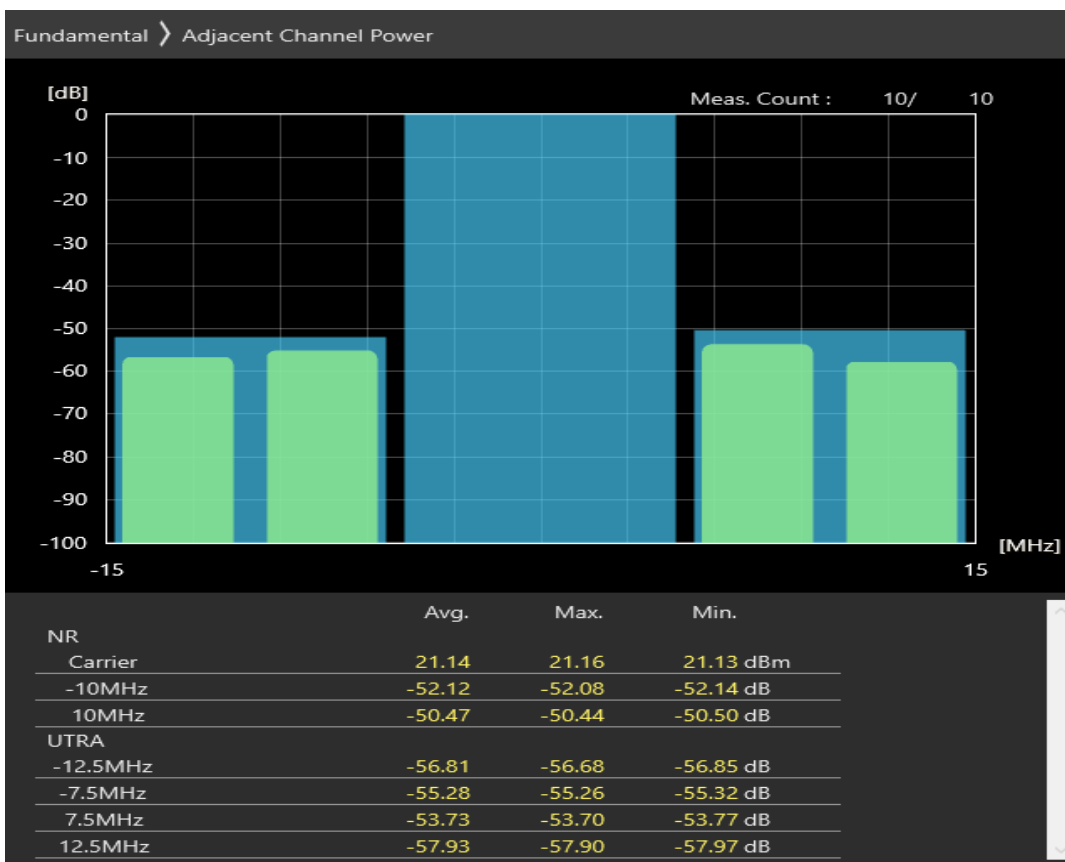 Fundamental 〉 Adjacent Channel Power
[dB]
Meas. Count : 10/ 10
0
-10
-20
-30
-40
-50
-60
-70
-80
-90
-100
[MHz]
-15 15
Avg. Max. Min.
NR
Carrier 21.14 21.16 21.13 dBm
-10MHz -52.12 -52.08 -52.14 dB
10MHz -50.47 -50.44 -50.50 dB
UTRA
-12.5MHz -56.81 -56.68 -56.85 dB
-7.5MHz -55.28 -55.26 -55.32 dB
7.5MHz -53.73 -53.70 -53.77 dB
12.5MHz -57.93 -57.90 -57.97 dB